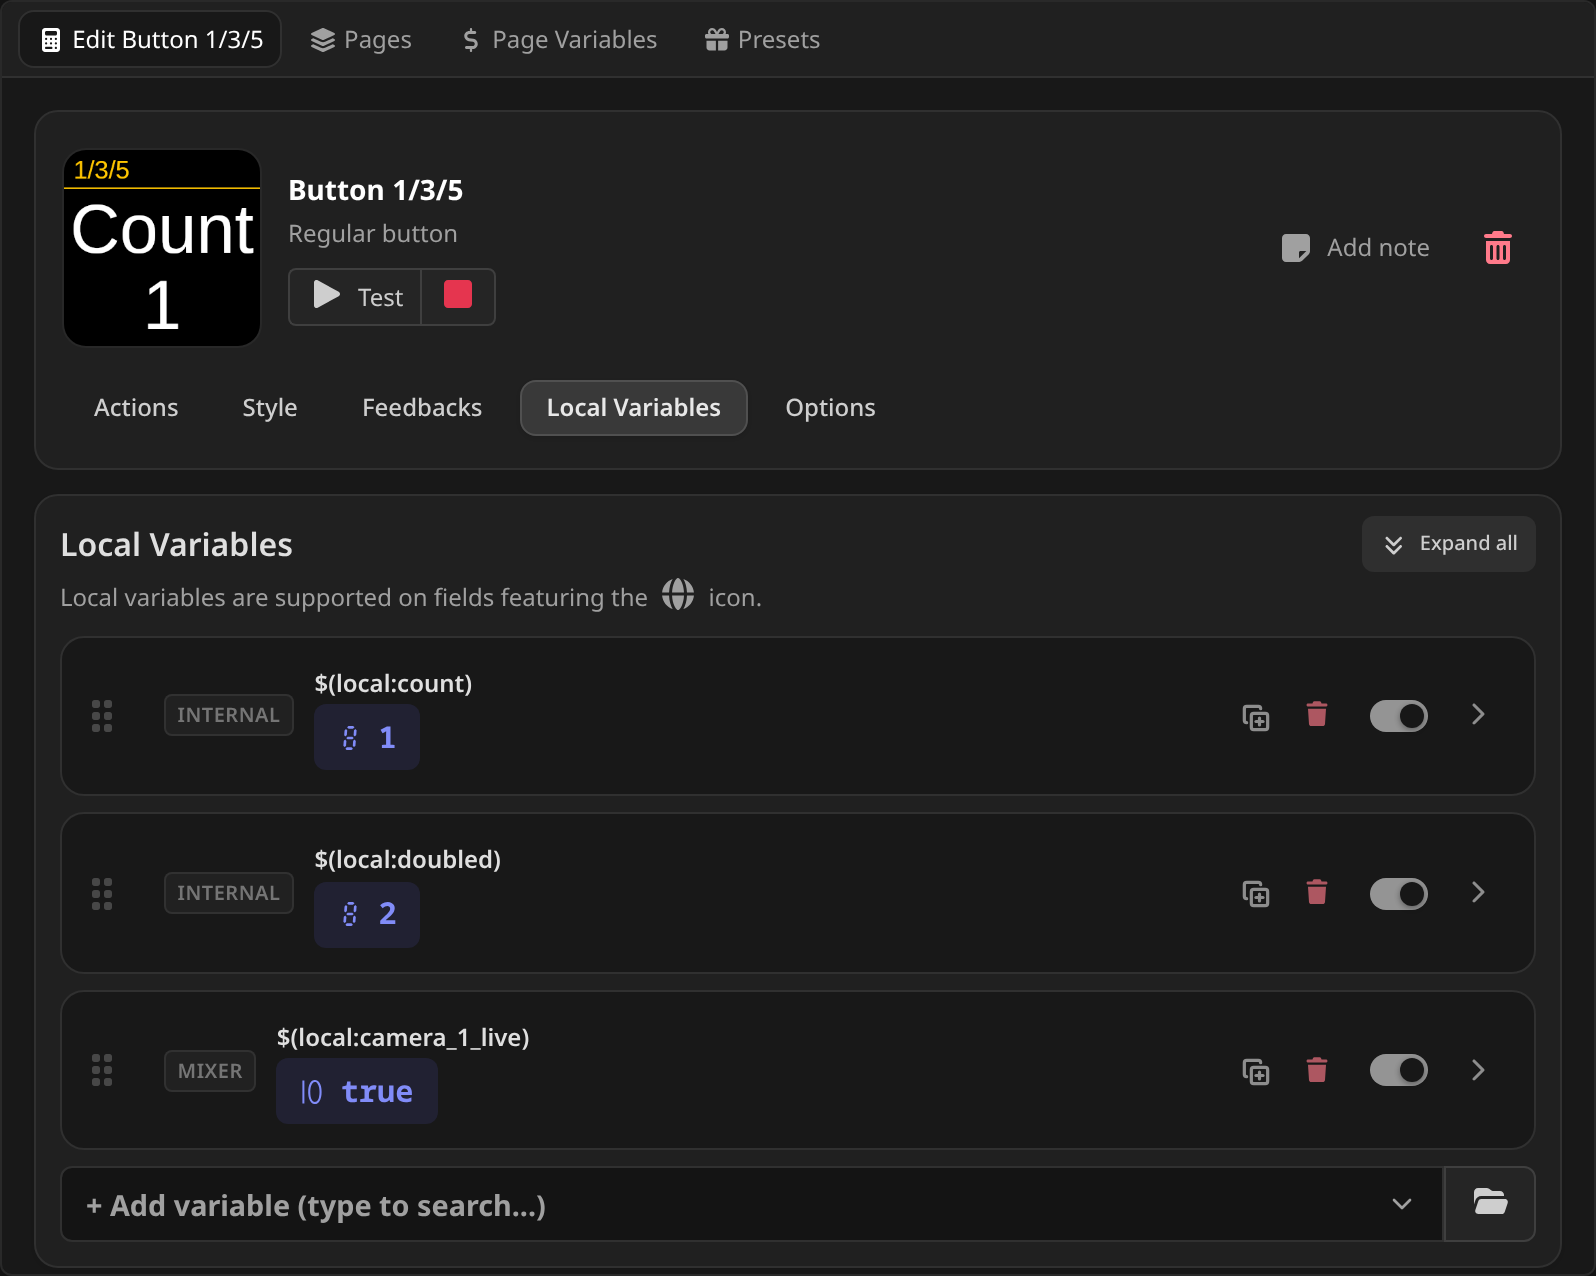 Edit Button 1/3/5 Pages $ Page Variables Presets
1/3/5
Count
1
Button 1/3/5
Regular button
Test
Add note
Actions Style Feedbacks Local Variables Options
Local Variables
Expand all
Local variables are supported on fields featuring the icon.
INTERNAL
$(local:count)
1
INTERNAL
$(local:doubled)
2
MIXER
$(local:camera_1_live)
true
+ Add variable (type to search...)